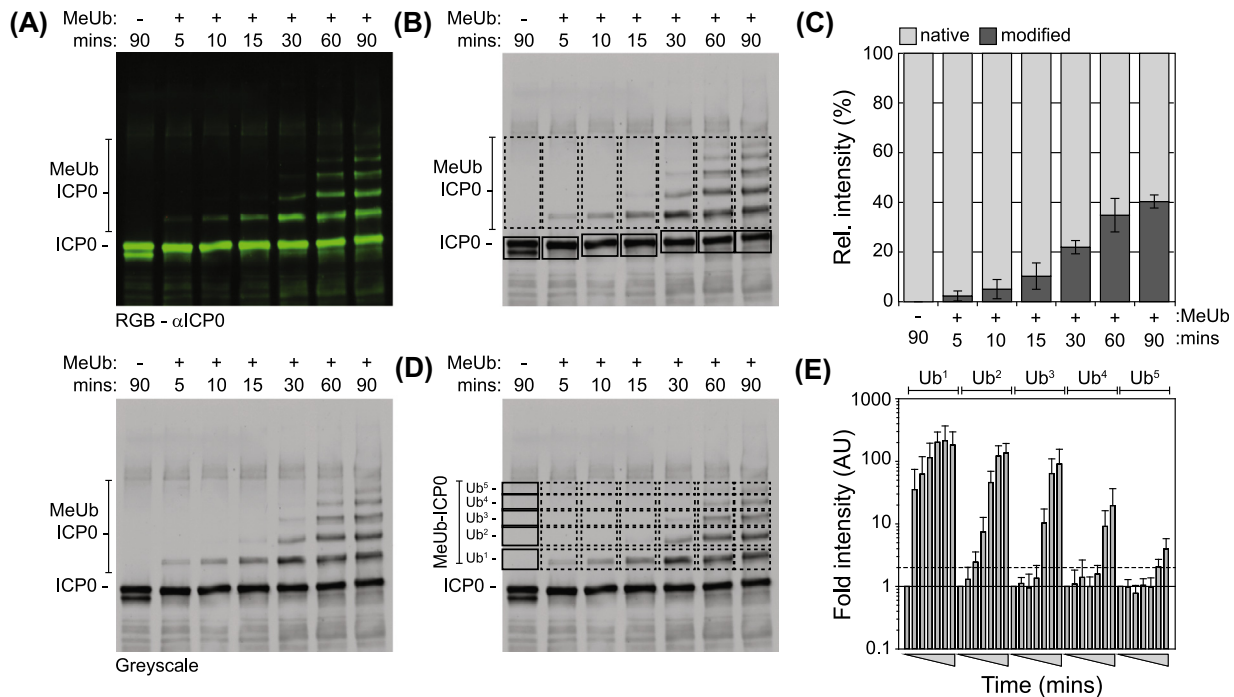 (A)
MeUb: - + + + + + +
mins: 90 5 10 15 30 60 90
MeUb
ICP0 -
ICP0 -
RGB - αICP0
MeUb: - + + + + + +
mins: 90 5 10 15 30 60 90
MeUb
ICP0 -
ICP0 -
Greyscale
(B)
MeUb: - + + + + + +
mins: 90 5 10 15 30 60 90
MeUb
ICP0 -
ICP0 -
(C)
native modified
Rel. intensity (%)
100
80
60
40
20
0
- + + + + + + :MeUb
90 5 10 15 30 60 90 :mins
(D)
MeUb: - + + + + + +
mins: 90 5 10 15 30 60 90
MeUb-ICP0
Ub⁵ -
Ub⁴ -
Ub³ -
Ub² -
Ub¹ -
ICP0 -
(E)
Ub¹ Ub² Ub³ Ub⁴ Ub⁵
Fold intensity (AU)
1000
100
10
1
0.1
Time (mins)